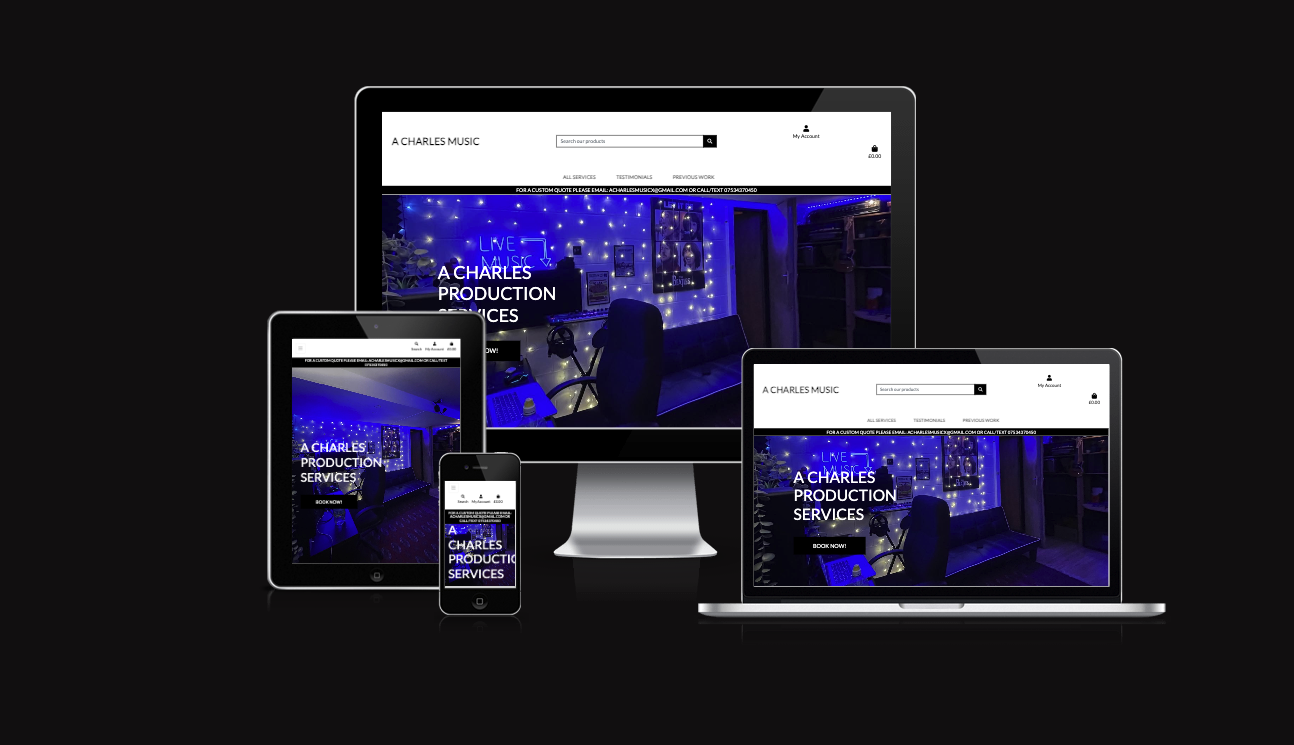 A CHARLES MUSIC
Search our products
My Account
£0.00
ALL SERVICES TESTIMONIALS PREVIOUS WORK
FOR A CUSTOM QUOTE PLEASE EMAIL: ACHARLESMUSICX@GMAIL.COM OR CALL/TEXT 07534370450
LIVE
MUSIC
A CHARLES
PRODUCTION
SERVICES
OW!
Search My Account £0.00
FOR A CUSTOM QUOTE PLEASE EMAIL: ACHARLESMUSICX@GMAIL.COM OR CALL/TEXT
07534370450
A CHARLES
PRODUCTION
SERVICES
BOOK NOW!
Search My Account £0.00
FOR A CUSTOM QUOTE PLEASE EMAIL:
ACHARLESMUSICX@GMAIL.COM OR
CALL/TEXT 07534370450
A
CHARLES
PRODUCTIO
SERVICES
A CHARLES MUSIC
Search our products
My Account
£0.00
ALL SERVICES TESTIMONIALS PREVIOUS WORK
FOR A CUSTOM QUOTE PLEASE EMAIL: ACHARLESMUSICX@GMAIL.COM OR CALL/TEXT 07534370450
LIVE
MUSIC
A CHARLES
PRODUCTION
SERVICES
BOOK NOW!